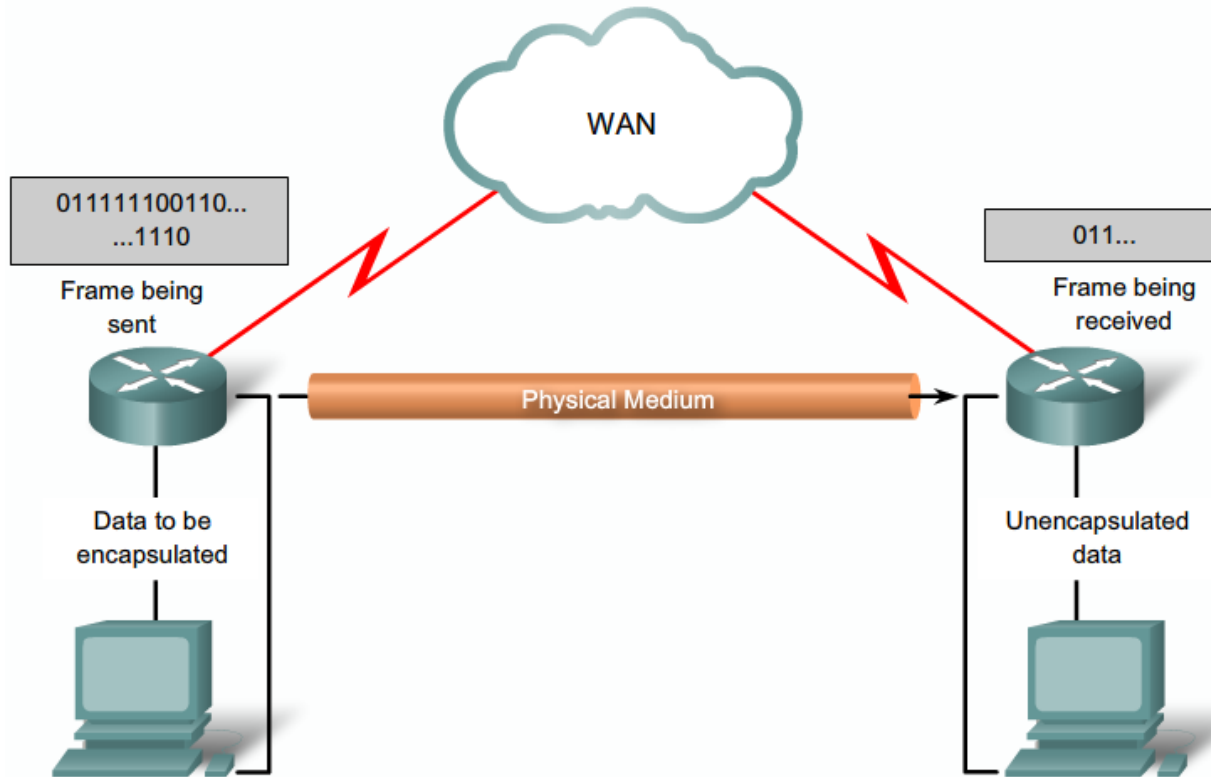 WAN
011111100110...
...1110
Frame being
sent
011...
Frame being
received
Physical Medium
Data to be
encapsulated
Unencapsulated
data